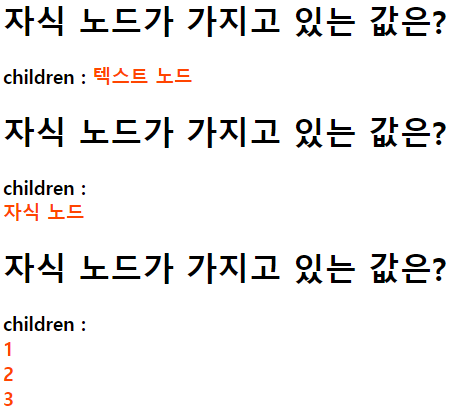 자식 노드가 가지고 있는 값은?
children : 텍스트 노드
자식 노드가 가지고 있는 값은?
children :
자식 노드
자식 노드가 가지고 있는 값은?
children :
1
2
3